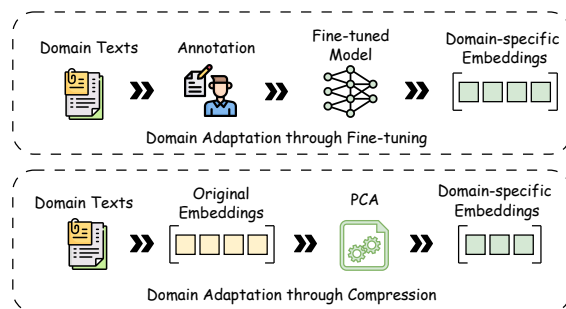 Domain Texts
Annotation
Fine-tuned
Model
Domain-specific
Embeddings
Domain Adaptation through Fine-tuning
Domain Texts
Original
Embeddings
PCA
Domain-specific
Embeddings
Domain Adaptation through Compression